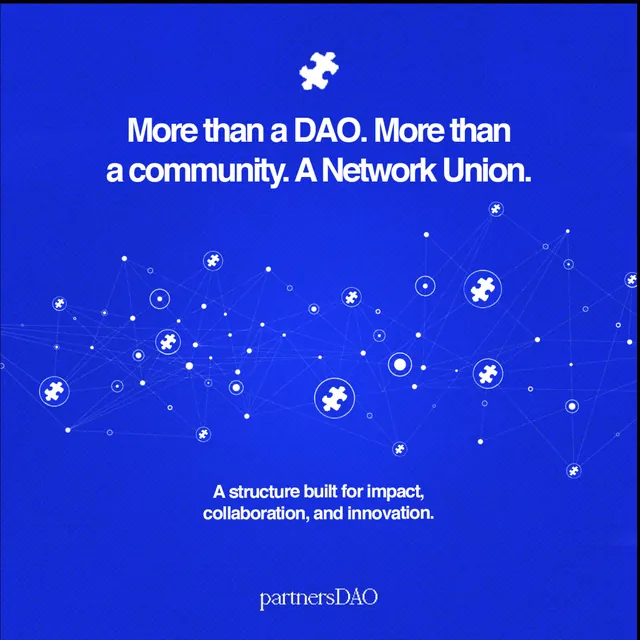 More than a DAO. More than
a community. A Network Union.
A structure built for impact,
collaboration, and innovation.
partnersDAO